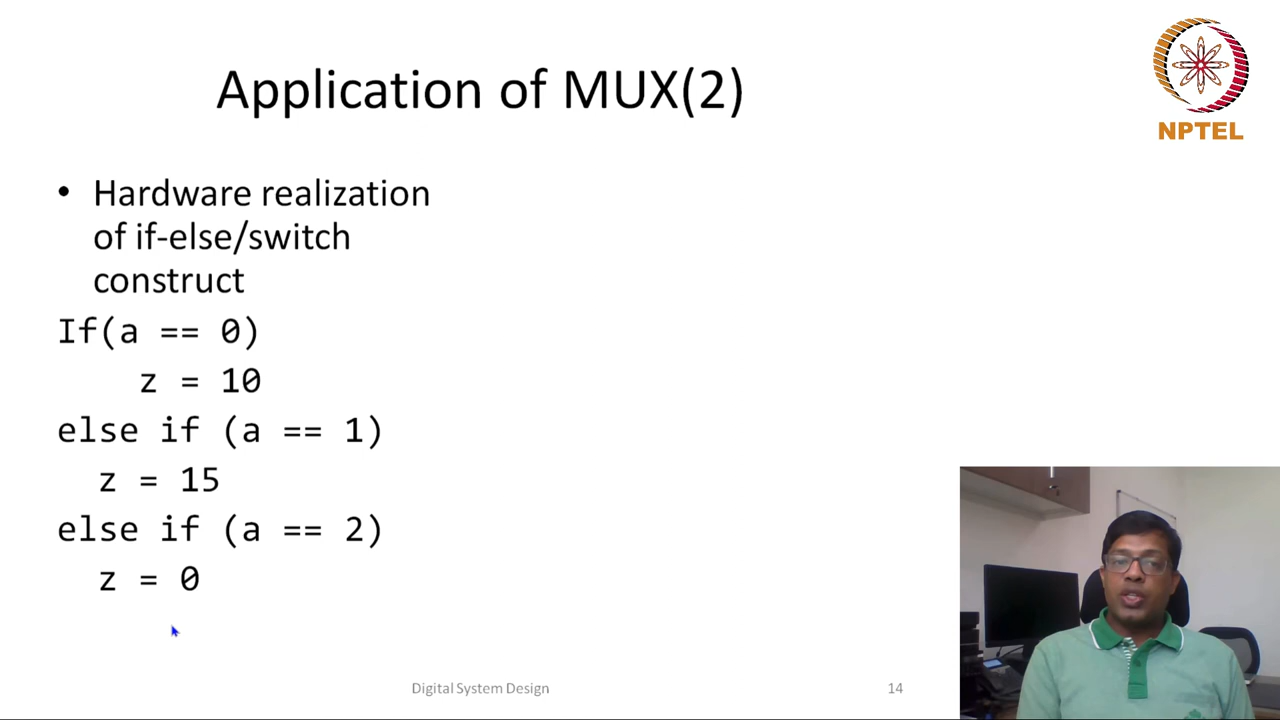 Application of MUX(2)
NPTEL
• Hardware realization
of if-else/switch
construct
If(a == 0)
z = 10
else if (a == 1)
z = 15
else if (a == 2)
z = 0
Digital System Design
14